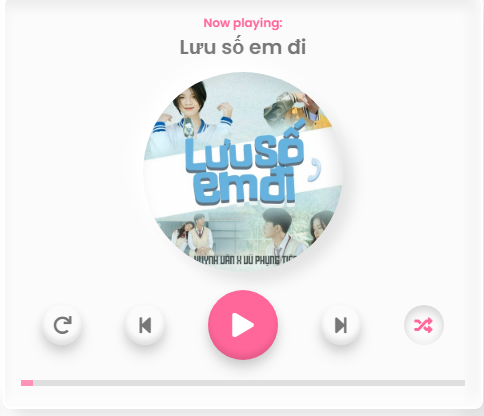 Now playing:
Lưu số em đi
Lưu Số
em đi
HUỲNH VĂN X VŨ PHỤNG TIÊN